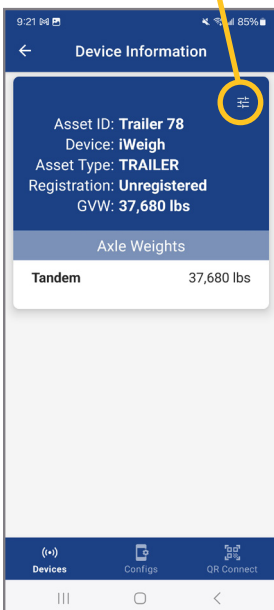 9:21 85%
Device Information
Asset ID: Trailer 78
Device: iWeigh
Asset Type: TRAILER
Registration: Unregistered
GVW: 37,680 lbs
Axle Weights
Tandem 37,680 lbs
Devices Configs QR Connect